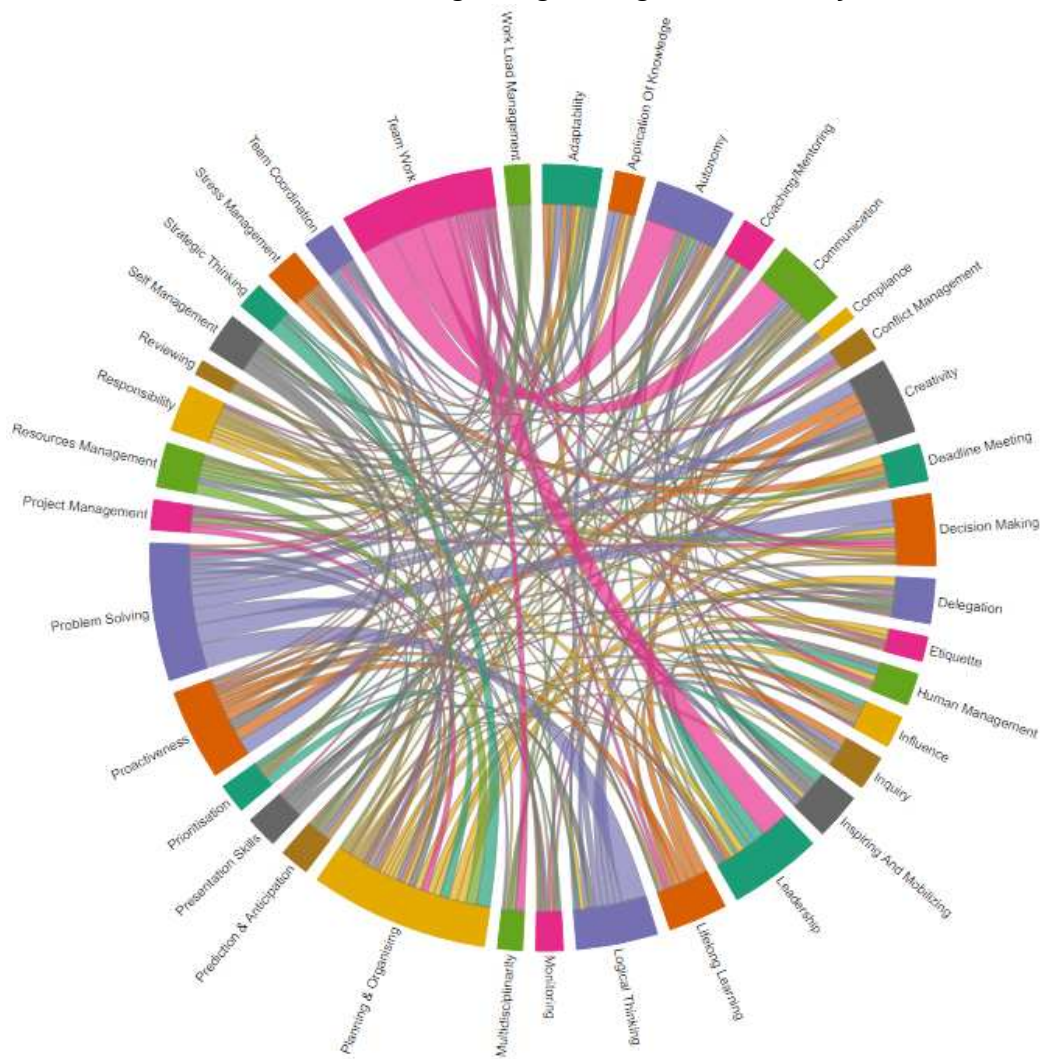 Work Load Management
Adaptability
Application Of Knowledge
Autonomy
Coaching/Mentoring
Communication
Compliance
Conflict Management
Creativity
Deadline Meeting
Decision Making
Delegation
Etiquette
Human Management
Influence
Inquiry
Inspiring And Mobilizing
Leadership
Lifelong Learning
Logical Thinking
Monitoring
Multidisciplinarity
Planning & Organising
Prediction & Anticipation
Presentation Skills
Prioritisation
Proactiveness
Problem Solving
Project Management
Resources Management
Responsibility
Reviewing
Self Management
Strategic Thinking
Stress Management
Team Coordination
Team Work